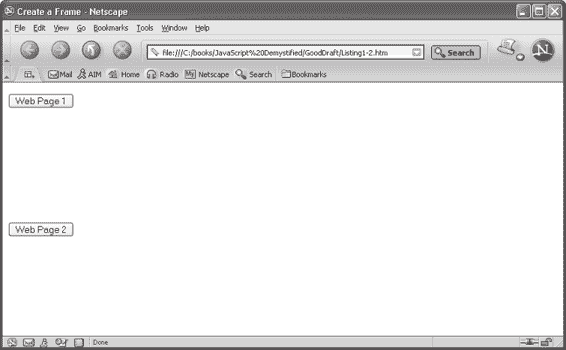 Create a Frame - Netscape
File Edit View Go Bookmarks Tools Window Help
file:///C:/books/JavaScript%20Demystified/GoodDraft/Listing1-2.htm Search N
Mail AIM Home Radio My Netscape Search Bookmarks
Web Page 1
Web Page 2
Done